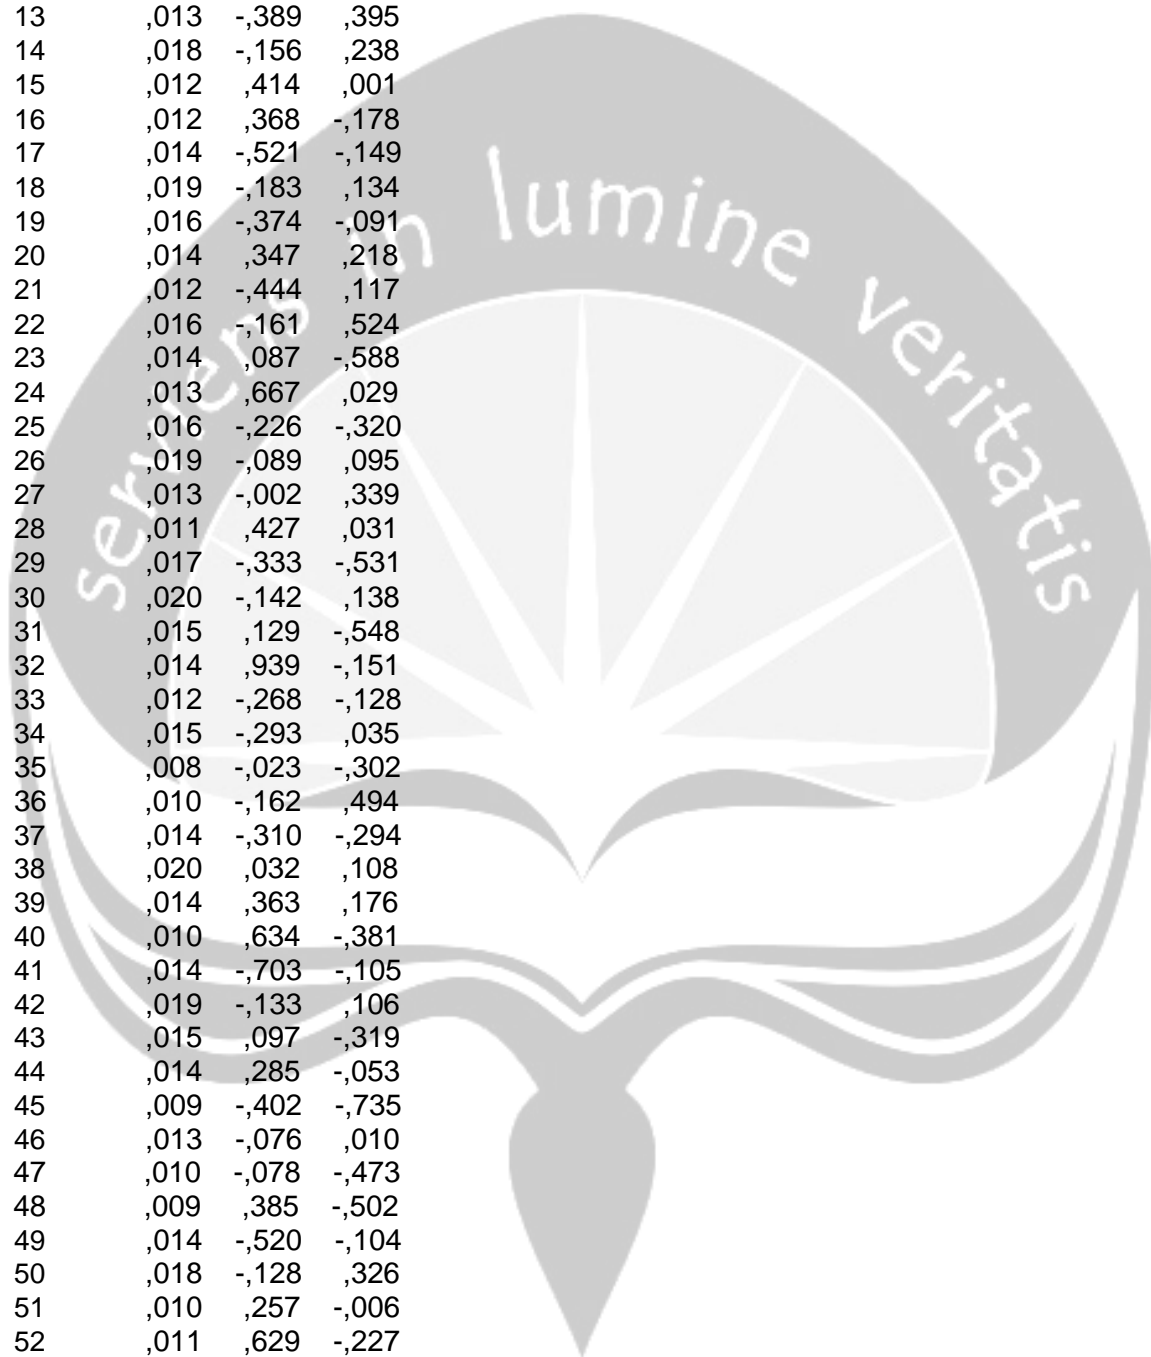 13 ,013 -,389 ,395
14 ,018 -,156 ,238
15 ,012 ,414 ,001
16 ,012 ,368 -,178
17 ,014 -,521 -,149
18 ,019 -,183 ,134
19 ,016 -,374 -,091
20 ,014 ,347 ,218
21 ,012 -,444 ,117
22 ,016 -,161 ,524
23 ,014 ,087 -,588
24 ,013 ,667 ,029
25 ,016 -,226 -,320
26 ,019 -,089 ,095
27 ,013 -,002 ,339
28 ,011 ,427 ,031
29 ,017 -,333 -,531
30 ,020 -,142 ,138
31 ,015 ,129 -,548
32 ,014 ,939 -,151
33 ,012 -,268 -,128
34 ,015 -,293 ,035
35 ,008 -,023 -,302
36 ,010 -,162 ,494
37 ,014 -,310 -,294
38 ,020 ,032 ,108
39 ,014 ,363 ,176
40 ,010 ,634 -,381
41 ,014 -,703 -,105
42 ,019 -,133 ,106
43 ,015 ,097 -,319
44 ,014 ,285 -,053
45 ,009 -,402 -,735
46 ,013 -,076 ,010
47 ,010 -,078 -,473
48 ,009 ,385 -,502
49 ,014 -,520 -,104
50 ,018 -,128 ,326
51 ,010 ,257 -,006
52 ,011 ,629 -,227
serviens in lumine veritatis